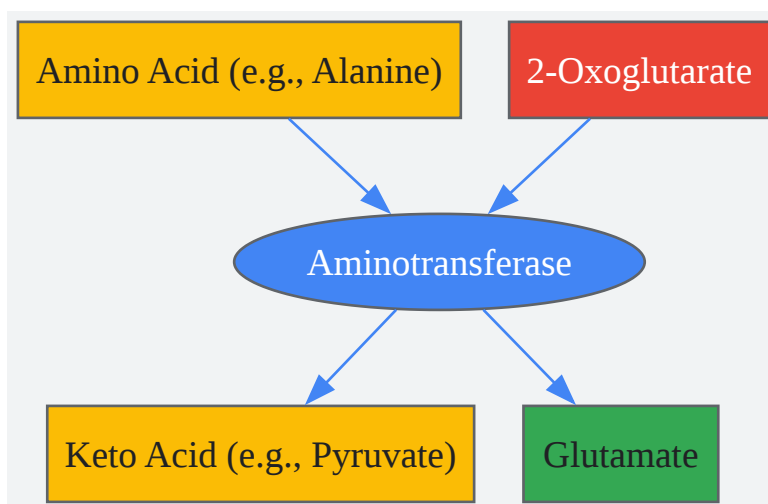 Amino Acid (e.g., Alanine)
2-Oxoglutarate
Aminotransferase
Keto Acid (e.g., Pyruvate)
Glutamate